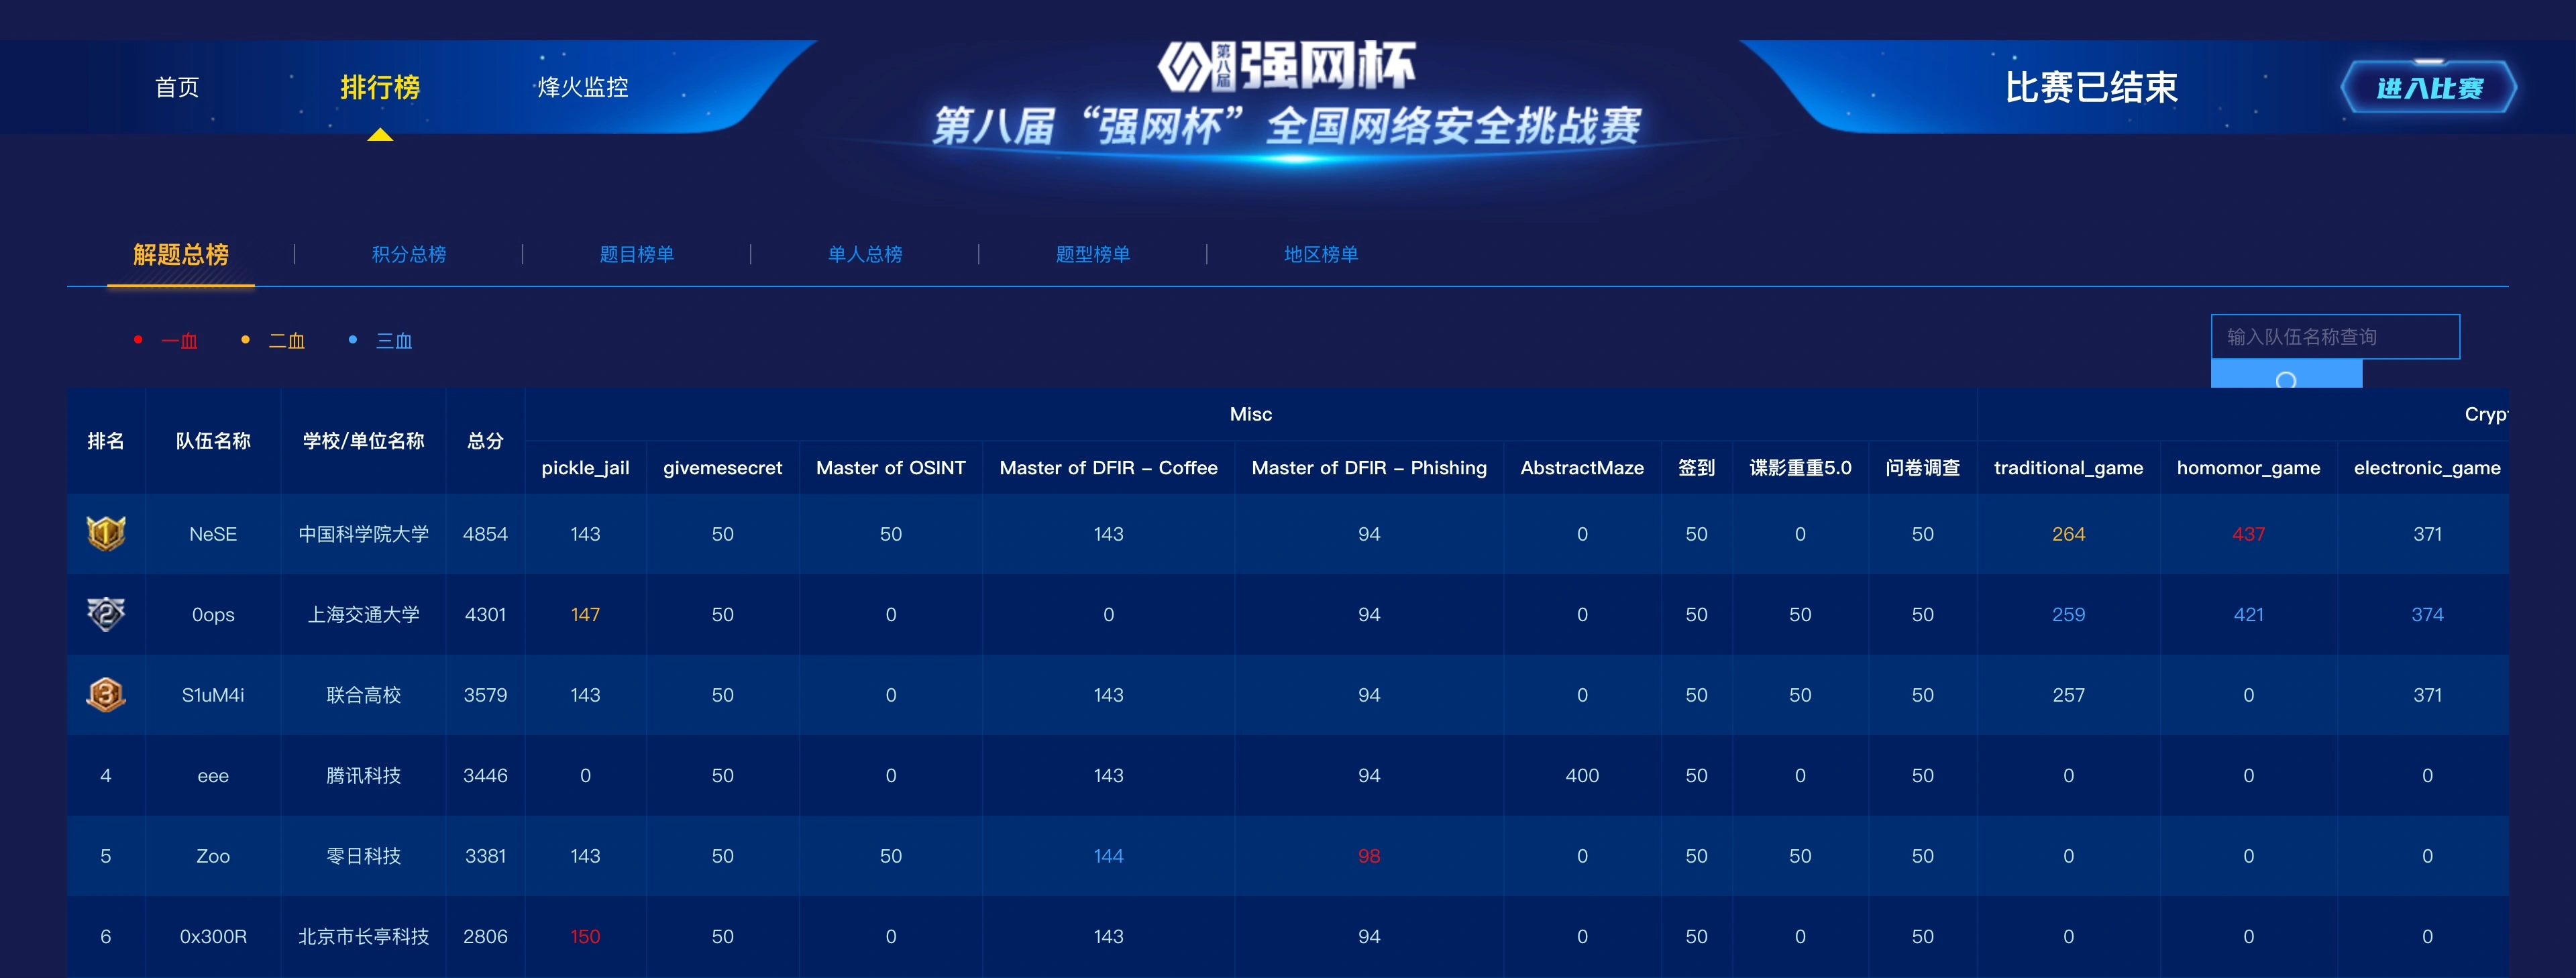 首页 排行榜 烽火监控
第八届 强网杯
第八届“强网杯”全国网络安全挑战赛
比赛已结束 进入比赛
解题总榜 积分总榜 题目榜单 单人总榜 题型榜单 地区榜单
一血 二血 三血
输入队伍名称查询
排名 队伍名称 学校/单位名称 总分 Misc Cryp
pickle_jail givemesecret Master of OSINT Master of DFIR – Coffee Master of DFIR – Phishing AbstractMaze 签到 谍影重重5.0 问卷调查 traditional_game homomor_game electronic_game
1 NeSE 中国科学院大学 4854 143 50 50 143 94 0 50 0 50 264 437 371
2 0ops 上海交通大学 4301 147 50 0 0 94 0 50 50 50 259 421 374
3 S1uM4i 联合高校 3579 143 50 0 143 94 0 50 50 50 257 0 371
4 eee 腾讯科技 3446 0 50 0 143 94 400 50 0 50 0 0 0
5 Zoo 零日科技 3381 143 50 50 144 98 0 50 50 50 0 0 0
6 0x300R 北京市长亭科技 2806 150 50 0 143 94 0 50 0 50 0 0 0